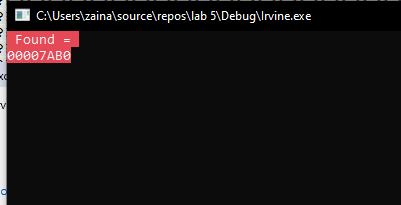 C:\Users\zaina\source\repos\lab 5\Debug\Irvine.exe
Found =
00007AB0